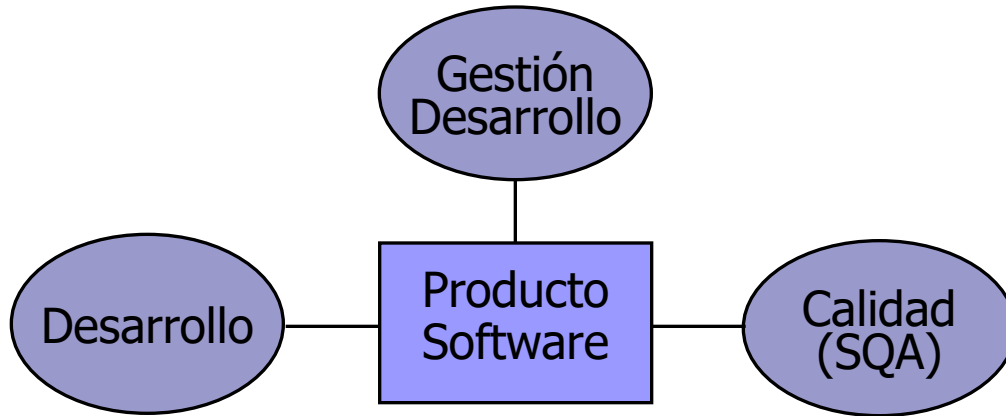 Gestión
Desarrollo
Desarrollo
Producto
Software
Calidad
(SQA)